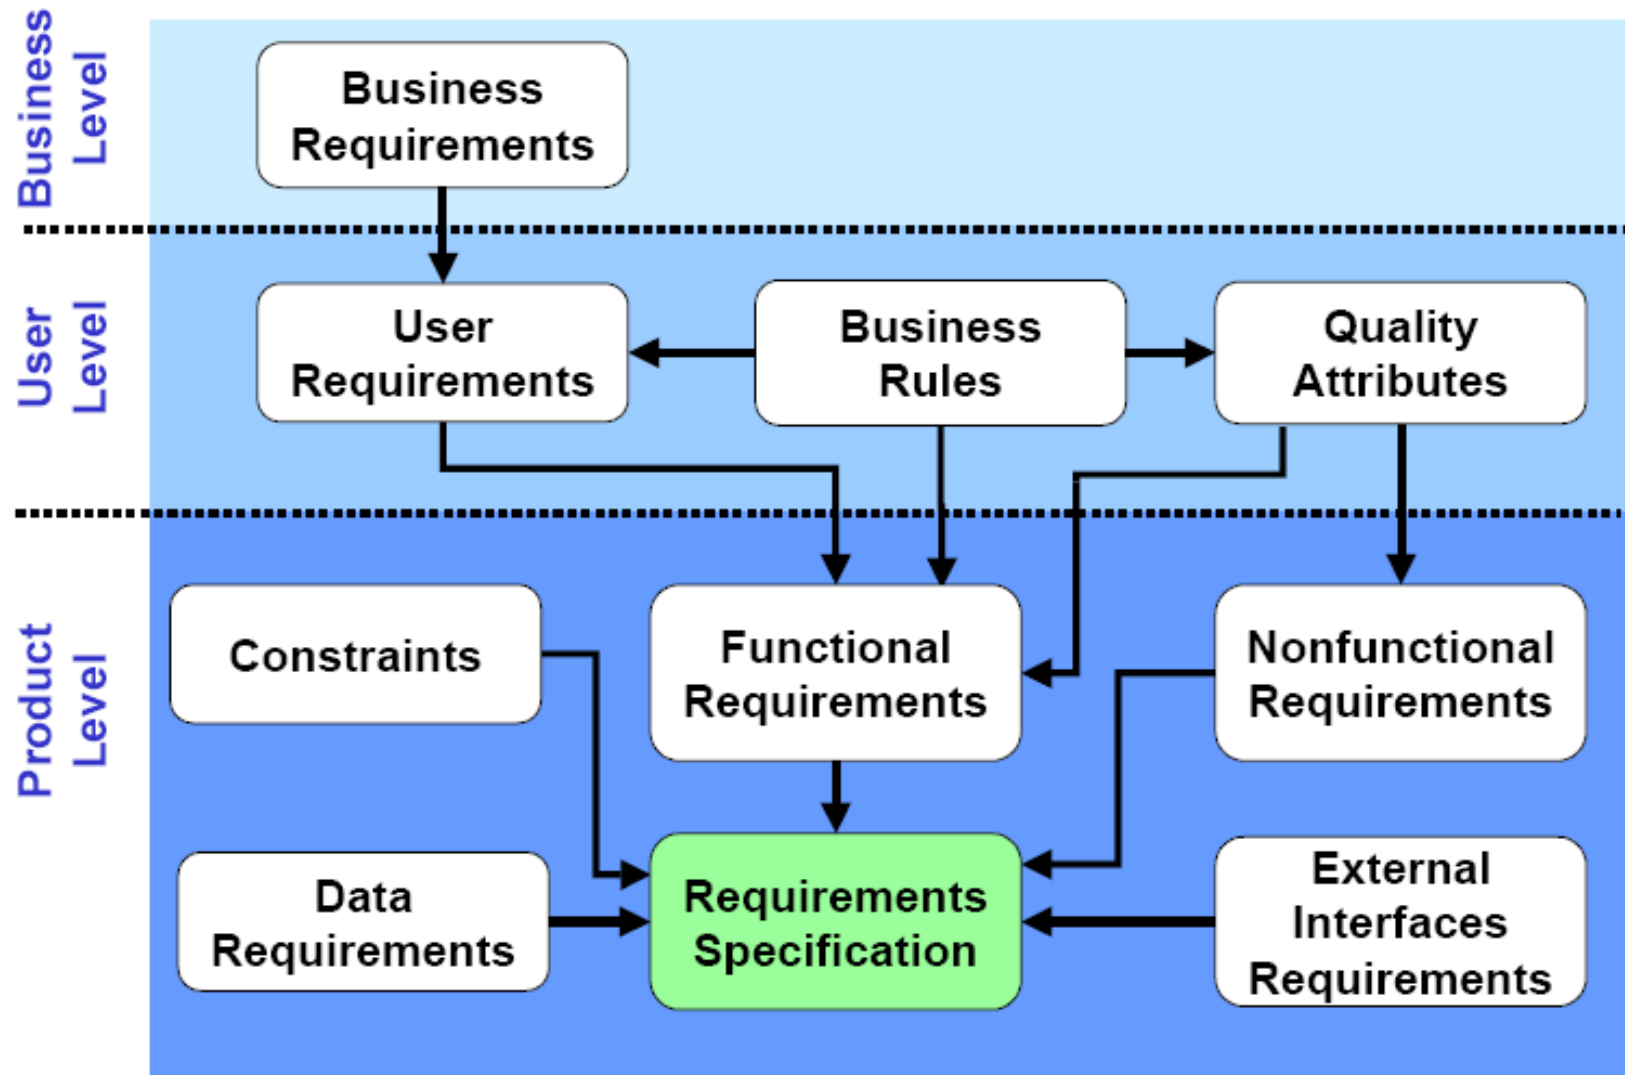 Business
Level
Business
Requirements
User
Level
User
Requirements
Business
Rules
Quality
Attributes
Product
Level
Constraints
Functional
Requirements
Nonfunctional
Requirements
Data
Requirements
Requirements
Specification
External
Interfaces
Requirements